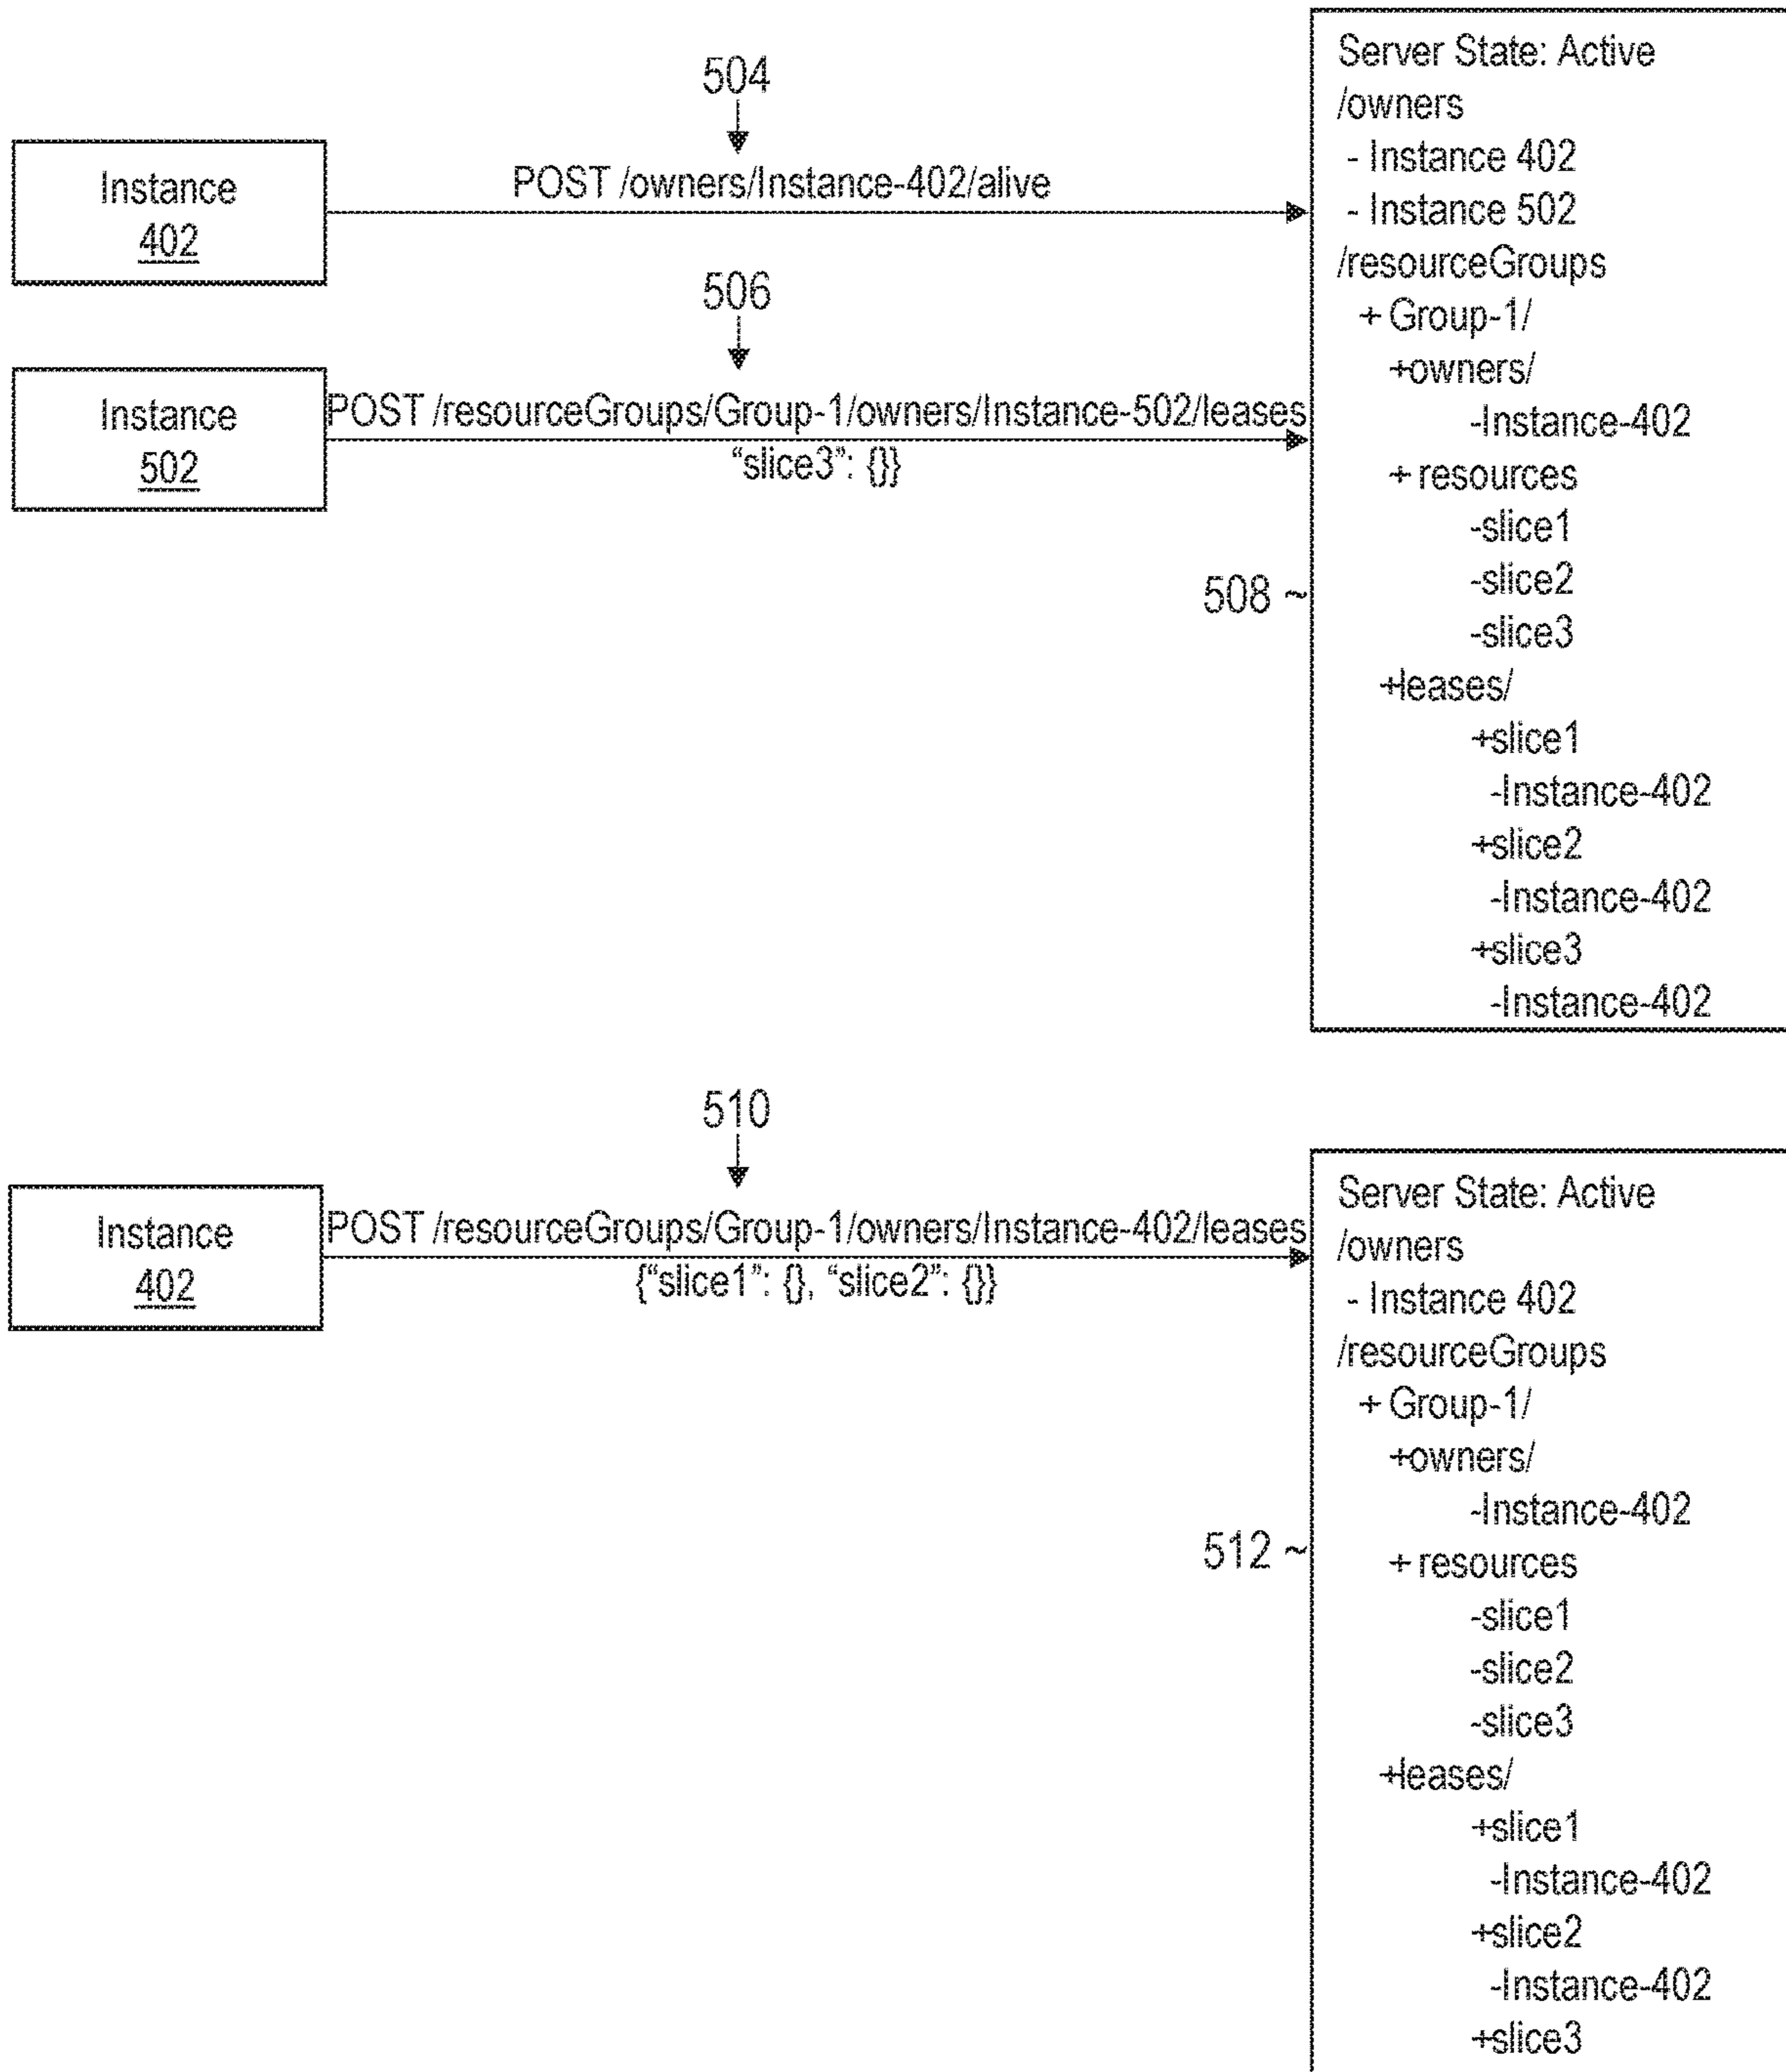 504
Instance
402
POST /owners/Instance-402/alive
506
Instance
502
POST /resourceGroups/Group-1/owners/Instance-502/leases
“slice3”: {}}
508 ~
Server State: Active
/owners
- Instance 402
- Instance 502
/resourceGroups
+ Group-1/
+owners/
-Instance-402
+ resources
-slice1
-slice2
-slice3
+leases/
+slice1
-Instance-402
+slice2
-Instance-402
+slice3
-Instance-402
510
Instance
402
POST /resourceGroups/Group-1/owners/Instance-402/leases
{“slice1”: {}, “slice2”: {}}
512 ~
Server State: Active
/owners
- Instance 402
/resourceGroups
+ Group-1/
+owners/
-Instance-402
+ resources
-slice1
-slice2
-slice3
+leases/
+slice1
-Instance-402
+slice2
-Instance-402
+slice3